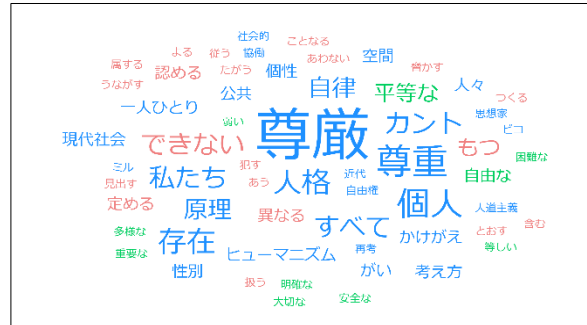 社会的 ことなる
よる 従う 協働 あわない 空間 脅かす
属する 認める たがう 個性 自律 人々
うながす 公共 平等な つくる
一人ひとり 弱い 尊厳 カント 思想家 ビコ
現代社会 できない 尊重 もつ 困難な
ミル 私たち 犯す 人格 近代 自由な
見出す あう 自由権 個人
定める 原理 異なる すべて 人道主義
多様な 存在 再考 かけがえ とおす 含む
重要な ヒューマニズム 等しい
性別 がい 考え方
扱う 明確な
大切な 安全な